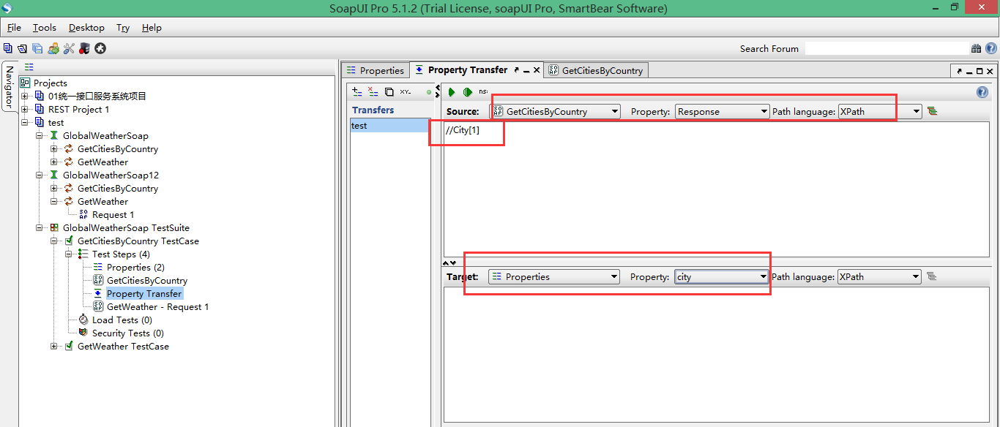 SoapUI Pro 5.1.2 (Trial License, soapUI Pro, SmartBear Software)
File Tools Desktop Try Help
Search Forum
Navigator
Projects
01统一接口服务系统项目
REST Project 1
test
GlobalWeatherSoap
GetCitiesByCountry
GetWeather
GlobalWeatherSoap12
GetCitiesByCountry
GetWeather
Request 1
GlobalWeatherSoap TestSuite
GetCitiesByCountry TestCase
Test Steps (4)
Properties (2)
GetCitiesByCountry
Property Transfer
GetWeather - Request 1
Load Tests (0)
Security Tests (0)
GetWeather TestCase
Properties Property Transfer GetCitiesByCountry
XY- ns:
Transfers
test
Source: GetCitiesByCountry Property: Response Path language: XPath
//City[1]
Target: Properties Property: city Path language: XPath